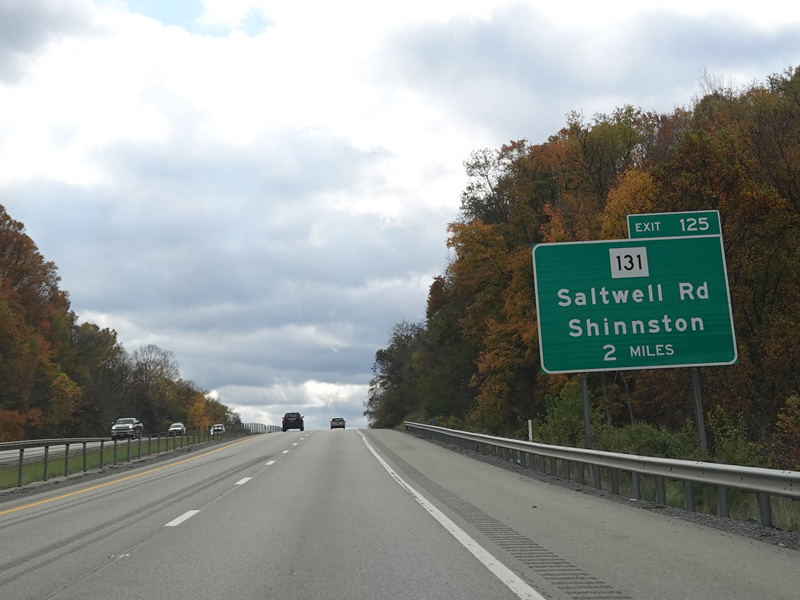 EXIT 125
131
Saltwell Rd
Shinnston
2 MILES